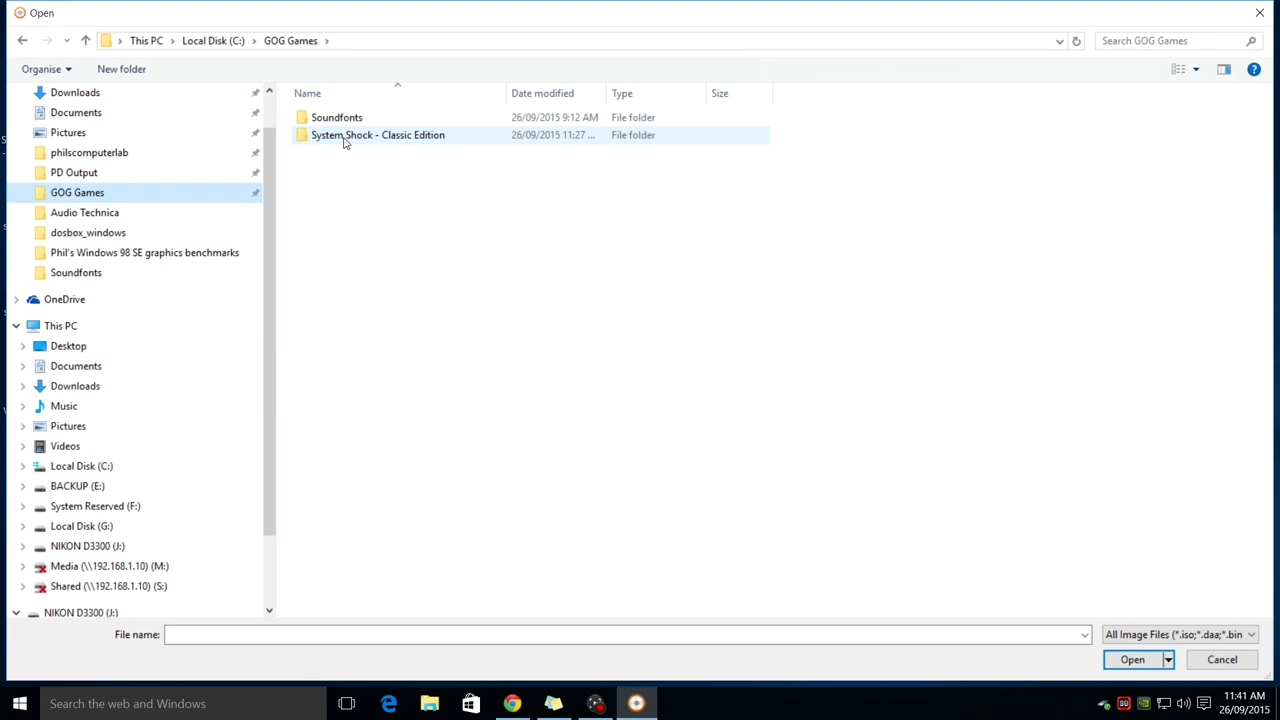 Open
This PC > Local Disk (C:) > GOG Games >
Search GOG Games
Organise
New folder
Name
Date modified
Type
Size
Soundfonts
26/09/2015 9:12 AM
File folder
System Shock - Classic Edition
26/09/2015 11:27 ...
File folder
Downloads
Documents
Pictures
philscomputerlab
PD Output
GOG Games
Audio Technica
dosbox_windows
Phil's Windows 98 SE graphics benchmarks
Soundfonts
OneDrive
This PC
Desktop
Documents
Downloads
Music
Pictures
Videos
Local Disk (C:)
BACKUP (E:)
System Reserved (F:)
Local Disk (G:)
NIKON D3300 (J:)
Media (\\192.168.1.10) (M:)
Shared (\\192.168.1.10) (S:)
NIKON D3300 (J:)
File name:
All Image Files (*.iso;*.daa;*.bin
Open
Cancel
Search the web and Windows
11:41 AM
26/09/2015